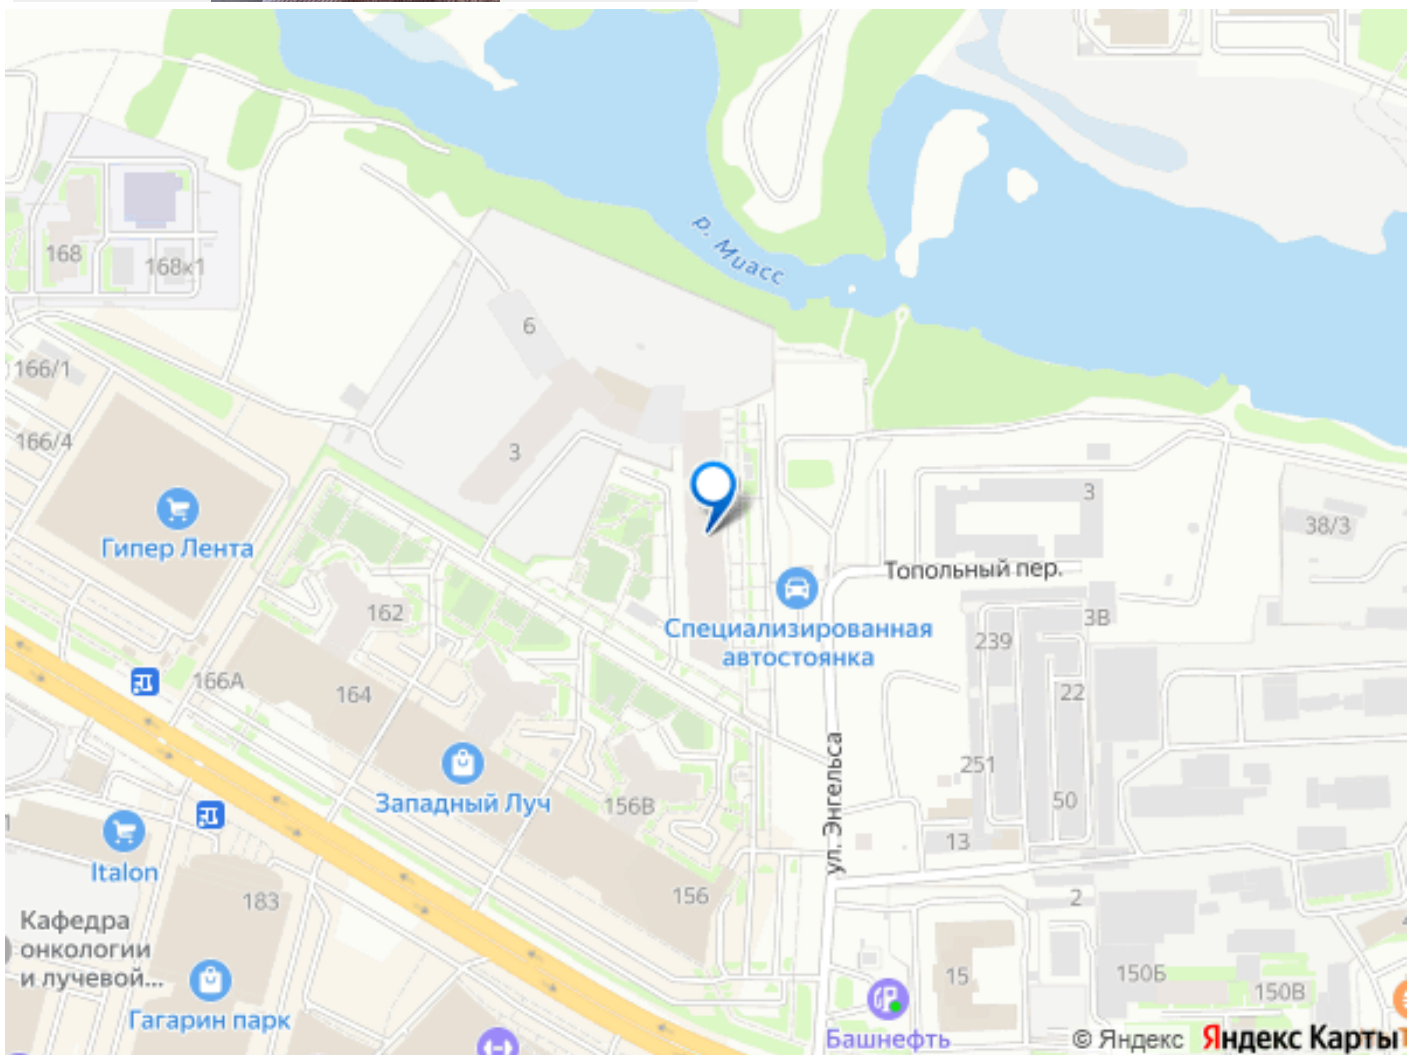 р. Миасс
168
168к1
6
166/1
166/4
3
3
Гипер Лента
38/3
Топольный пер.
162
Специализированная
автостоянка
239
3В
166А
164
22
251
Западный Луч
156В
50
ул. Энгельса
13
Italon
183
156
2
Кафедра
онкологии
и лучевой...
15
150Б
150В
Гагарин парк
Башнефть
© Яндекс
Яндекс Карты